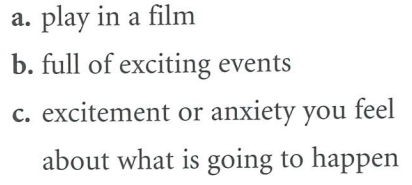 a. play in a film
b. full of exciting events
c. excitement or anxiety you feel
about what is going to happen